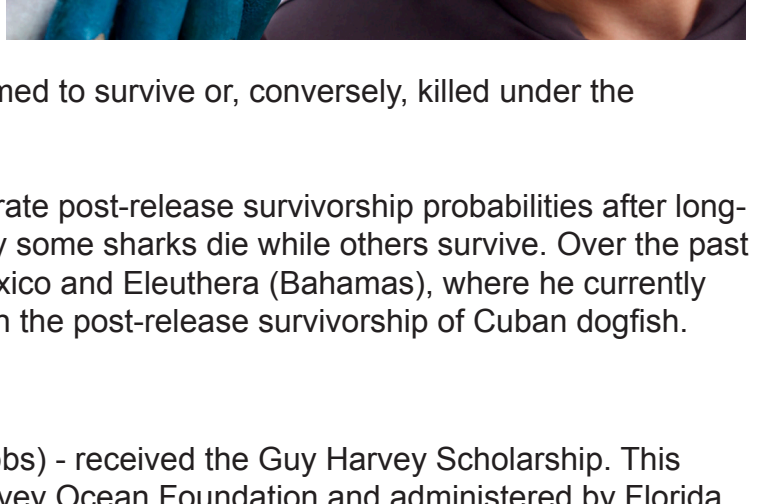 med to survive or, conversely, killed under the
rate post-release survivorship probabilities after long-
y some sharks die while others survive. Over the past
xico and Eleuthera (Bahamas), where he currently
n the post-release survivorship of Cuban dogfish.
bbs) - received the Guy Harvey Scholarship. This
vey Ocean Foundation and administered by Florida